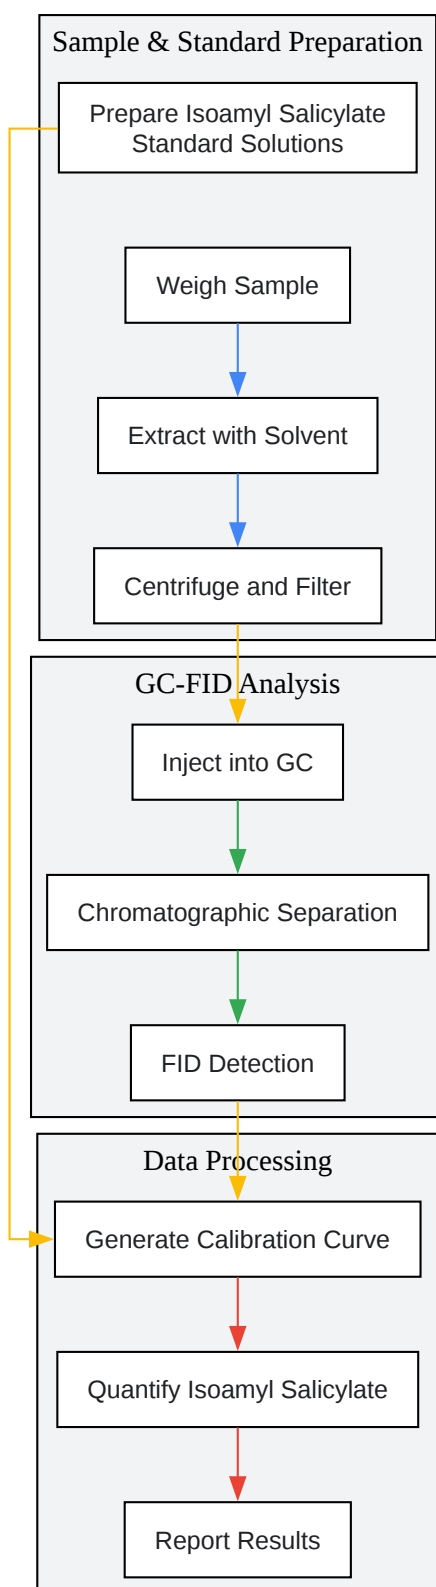 Sample & Standard Preparation
Prepare Isoamyl Salicylate
Standard Solutions
Weigh Sample
Extract with Solvent
Centrifuge and Filter
GC-FID Analysis
Inject into GC
Chromatographic Separation
FID Detection
Data Processing
Generate Calibration Curve
Quantify Isoamyl Salicylate
Report Results